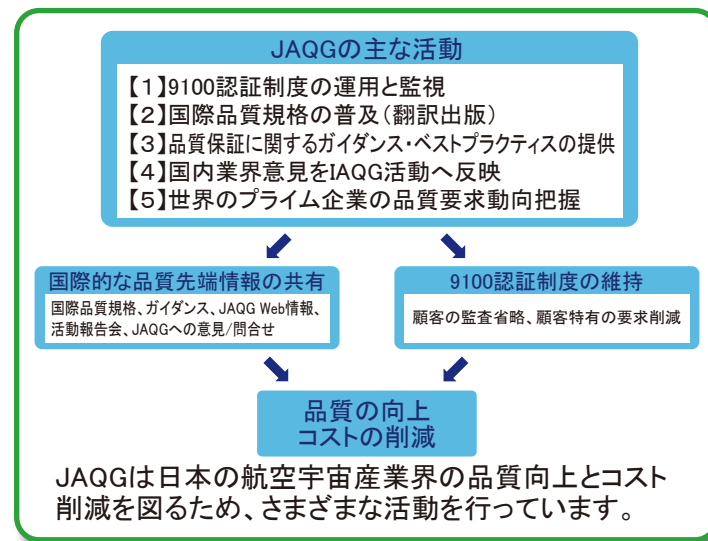 JAQGの主な活動
【1】9100認証制度の運用と監視
【2】国際品質規格の普及（翻訳出版）
【3】品質保証に関するガイダンス・ベストプラクティスの提供
【4】国内業界意見をIAQG活動へ反映
【5】世界のプライム企業の品質要求動向把握
国際的な品質先端情報の共有
国際品質規格、ガイダンス、JAQG Web情報、
活動報告会、JAQGへの意見/問合せ
9100認証制度の維持
顧客の監査省略、顧客特有の要求削減
品質の向上
コストの削減
JAQGは日本の航空宇宙産業界の品質向上とコスト
削減を図るため、さまざまな活動を行っています。